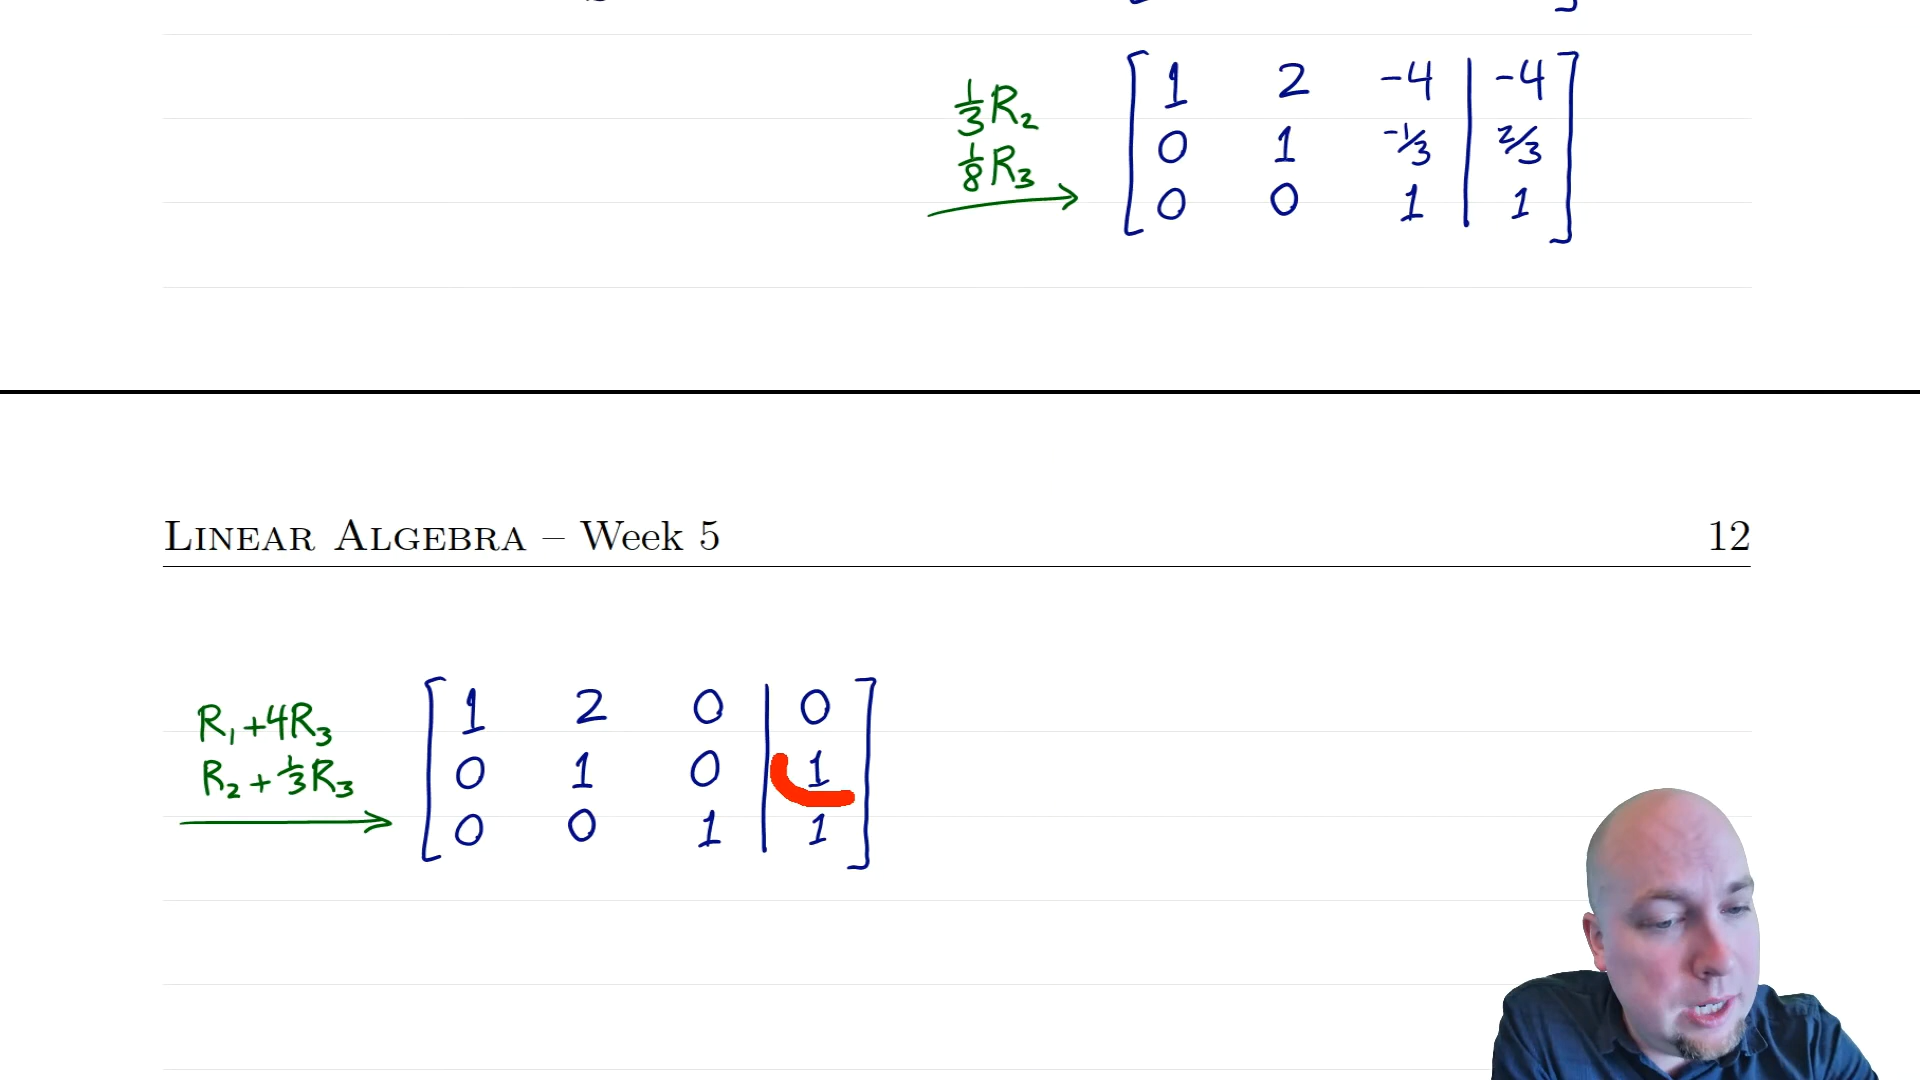 1/3R₂
1/8R₃
[ 1 2 -4 | -4 ]
[ 0 1 -1/3 | 2/3 ]
[ 0 0 1 | 1 ]
LINEAR ALGEBRA – Week 5 12
R₁+4R₃
R₂+1/3R₃
[ 1 2 0 | 0 ]
[ 0 1 0 | 1 ]
[ 0 0 1 | 1 ]